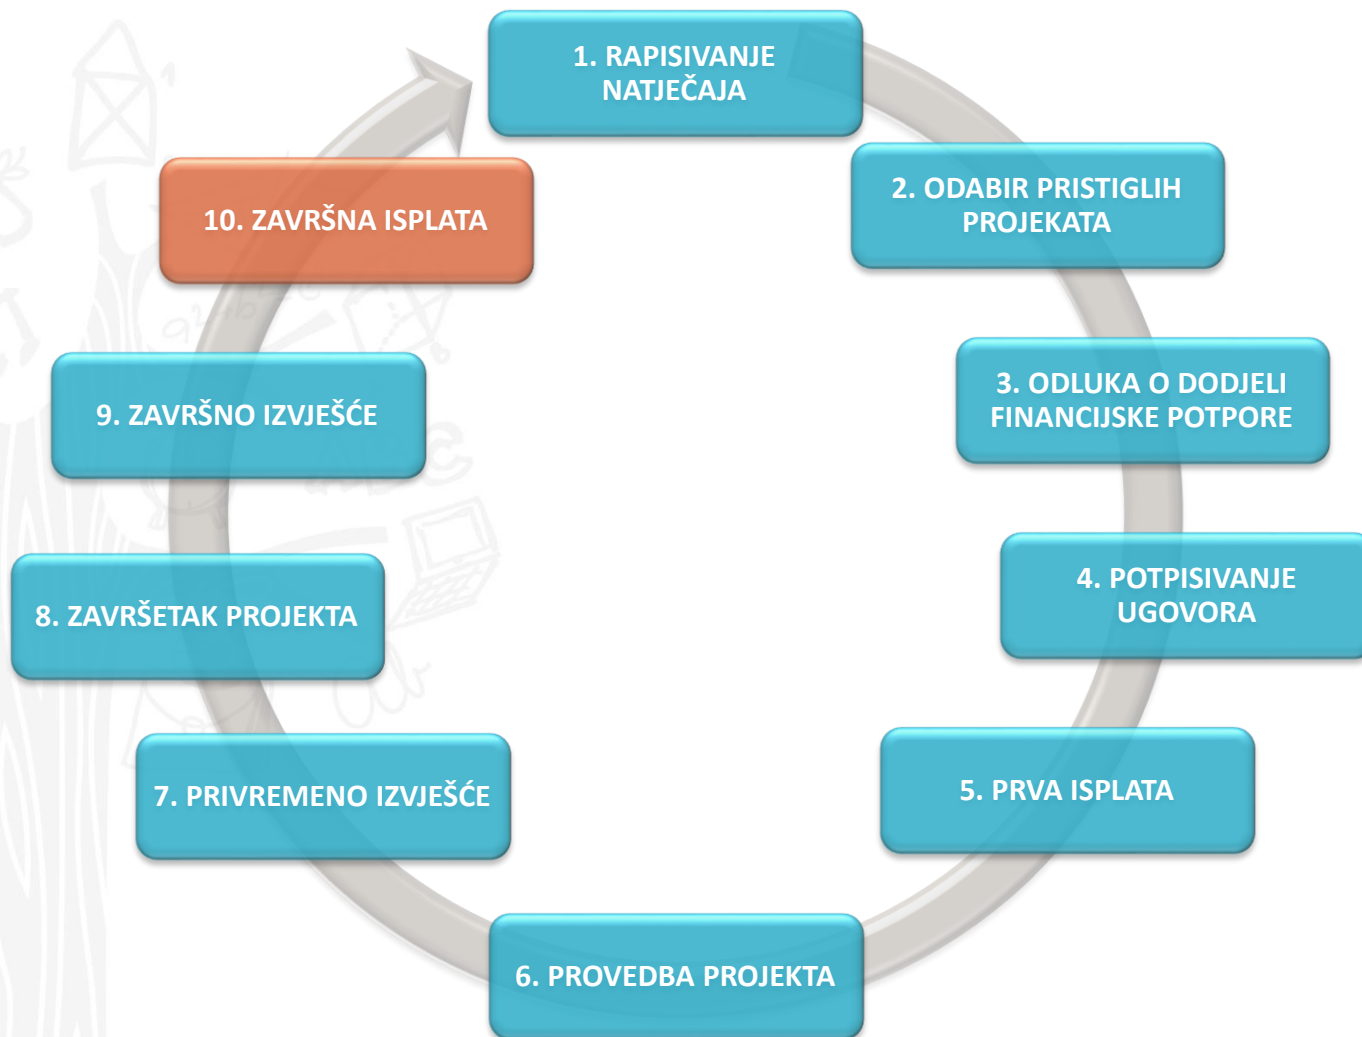 1. RAPISIVANJE
NATJEČAJA
2. ODABIR PRISTIGLIH
PROJEKATA
3. ODLUKA O DODJELI
FINANCIJSKE POTPORE
4. POTPISIVANJE
UGOVORA
5. PRVA ISPLATA
6. PROVEDBA PROJEKTA
7. PRIVREMENO IZVJEŠĆE
8. ZAVRŠETAK PROJEKTA
9. ZAVRŠNO IZVJEŠĆE
10. ZAVRŠNA ISPLATA